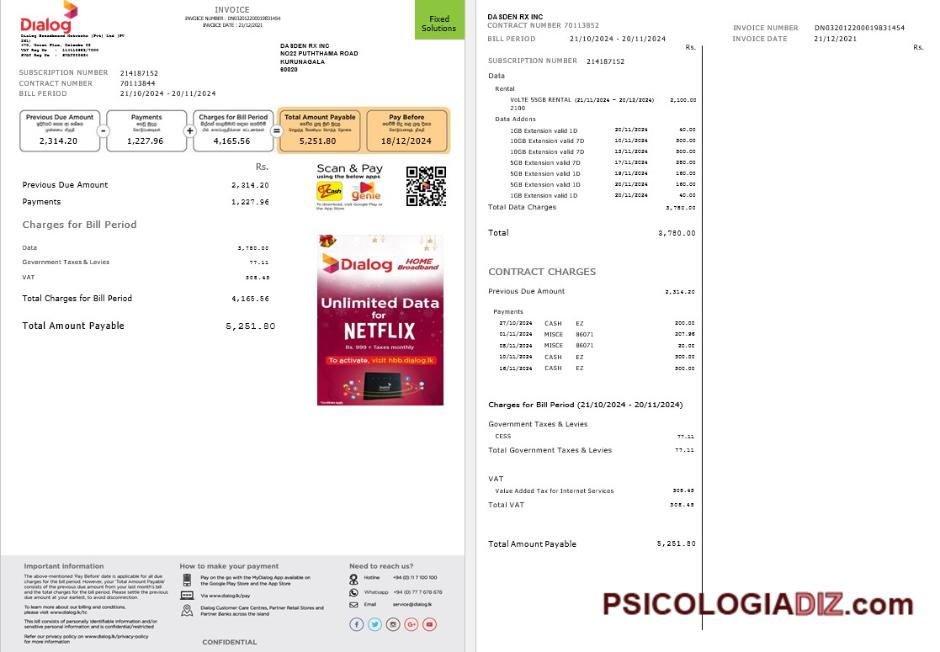 Dialog
INVOICE
INVOICE NUMBER : DN032012200019831454
INVOICE DATE : 21/12/2021
Fixed
Solutions
Dialog Broadband Networks (Pvt) Ltd (PV
475, Union Place, Colombo 02
DASDEN RX INC
NO22 PUTHTHAMA ROAD
KURUNAGALA
60020
SUBSCRIPTION NUMBER 214187152
CONTRACT NUMBER 70113844
BILL PERIOD 21/10/2024 - 20/11/2024
Previous Due Amount
2,314.20
-
Payments
1,227.96
+
Charges for Bill Period
4,165.56
=
Total Amount Payable
5,251.80
Pay Before
18/12/2024
Rs.
Previous Due Amount 2,314.20
Payments 1,227.96
Charges for Bill Period
Data 3,780.00
Government Taxes & Levies 77.11
VAT 308.45
Total Charges for Bill Period 4,165.56
Total Amount Payable 5,251.80
Scan & Pay
using the below apps
eZ Cash
genie
To download, visit Google Play or
the App Store
Dialog HOME
Broadband
Unlimited Data
for
NETFLIX
Rs. 999 + Taxes monthly
To activate, visit hbb.dialog.lk
Important information
The above-mentioned 'Pay Before' date is applicable for all due
charges for the bill period. However, your 'Total Amount Payable'
consists of the previous due amount from your last month's bill
and the total charges for the bill period. Please settle the previous
due amount at your earliest, to avoid disconnection.
To learn more about our billing and conditions,
please visit www.dialog.lk/tc
This bill consists of personally identifiable information and/or
sensitive personal information and is confidential/restricted
Refer our privacy policy on www.dialog.lk/privacy-policy
for more information
How to make your payment
Pay on the go with the MyDialog App available on
the Google Play Store and the App Store
Via www.dialog.lk/pay
Dialog Customer Care Centres, Partner Retail Stores and
Partner Banks across the island
CONFIDENTIAL
Need to reach us?
Hotline +94 (0) 11 7 100 100
Whatsapp +94 (0) 77 7 678 678
Email service@dialog.lk
DASDEN RX INC
CONTRACT NUMBER 70113852
BILL PERIOD 21/10/2024 - 20/11/2024
Rs.
INVOICE NUMBER DN032012200019831454
INVOICE DATE 21/12/2021
Rs.
SUBSCRIPTION NUMBER 214187152
Data
Rental
VoLTE 55GB RENTAL (21/11/2024 - 20/12/2024) 2,100.00
2100
Data Addons
1GB Extension valid 1D 20/11/2024 40.00
10GB Extension valid 7D 10/11/2024 500.00
10GB Extension valid 7D 13/11/2024 500.00
5GB Extension valid 7D 17/11/2024 280.00
5GB Extension valid 1D 19/11/2024 160.00
5GB Extension valid 1D 20/11/2024 160.00
1GB Extension valid 1D 20/11/2024 40.00
Total Data Charges 3,780.00
Total 3,780.00
CONTRACT CHARGES
Previous Due Amount 2,314.20
Payments
27/10/2024 CASH EZ 200.00
01/11/2024 MISCE 86071 207.96
08/11/2024 MISCE 86071 20.00
10/11/2024 CASH EZ 500.00
16/11/2024 CASH EZ 300.00
Charges for Bill Period (21/10/2024 - 20/11/2024)
Government Taxes & Levies
CESS 77.11
Total Government Taxes & Levies 77.11
VAT
Value Added Tax for Internet Services 308.45
Total VAT 308.45
Total Amount Payable 5,251.80
PSICOLOGIADIZ.com